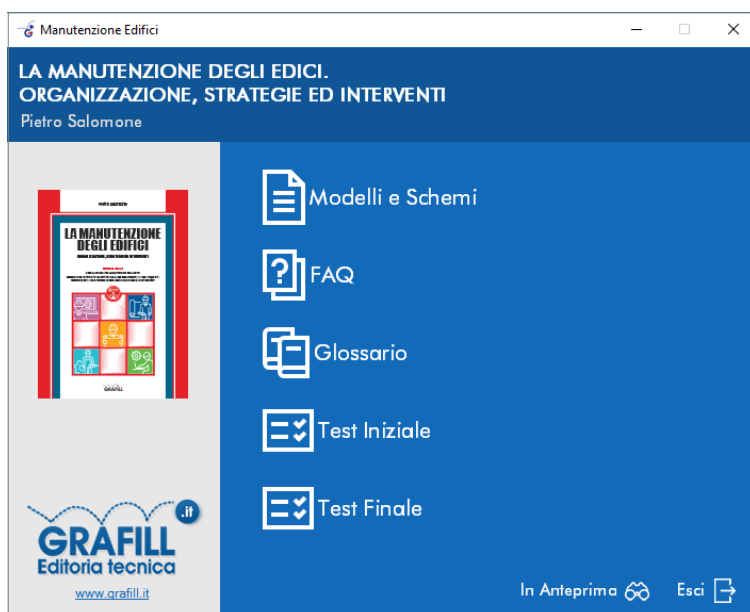 Manutenzione Edifici
LA MANUTENZIONE DEGLI EDICI.
ORGANIZZAZIONE, STRATEGIE ED INTERVENTI
Pietro Salomone
LA MANUTENZIONE
DEGLI EDIFICI
GRAFILL
Modelli e Schemi
FAQ
Glossario
Test Iniziale
Test Finale
.it
GRAFILL
Editoria tecnica
www.grafill.it
In Anteprima
Esci